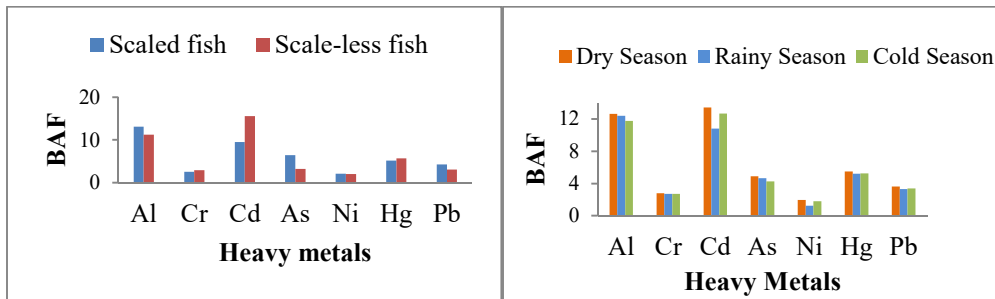 Scaled fish Scale-less fish
20
10
0
BAF
Al Cr Cd As Ni Hg Pb
Heavy metals
Dry Season Rainy Season Cold Season
12
8
4
0
BAF
Al Cr Cd As Ni Hg Pb
Heavy Metals